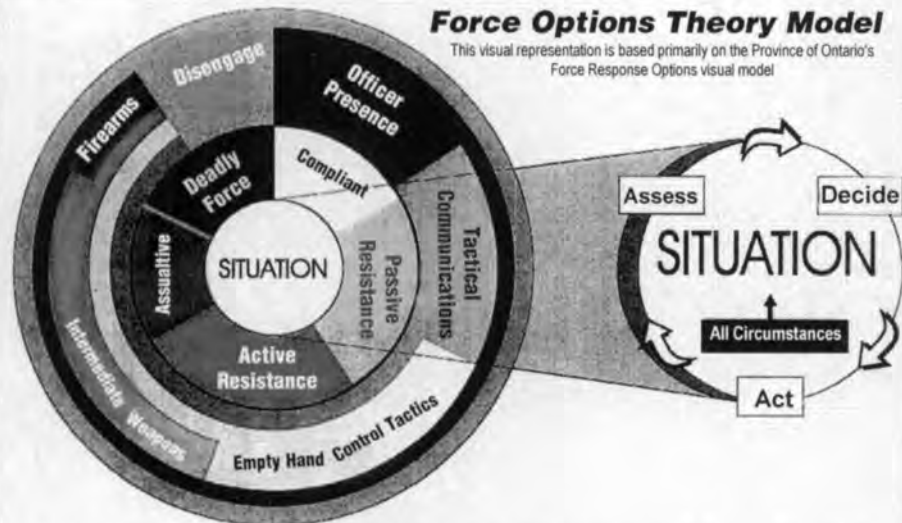 Force Options Theory Model
This visual representation is based primarily on the Province of Ontario's
Force Response Options visual model
Disengage
Officer
Presence
Firearms
Deadly
Force
Compliant
Tactical
Communications
Passive
Resistance
Assualtive
SITUATION
Active
Resistance
Intermediate Weapons
Empty Hand Control Tactics
Assess
Decide
SITUATION
All Circumstances
Act